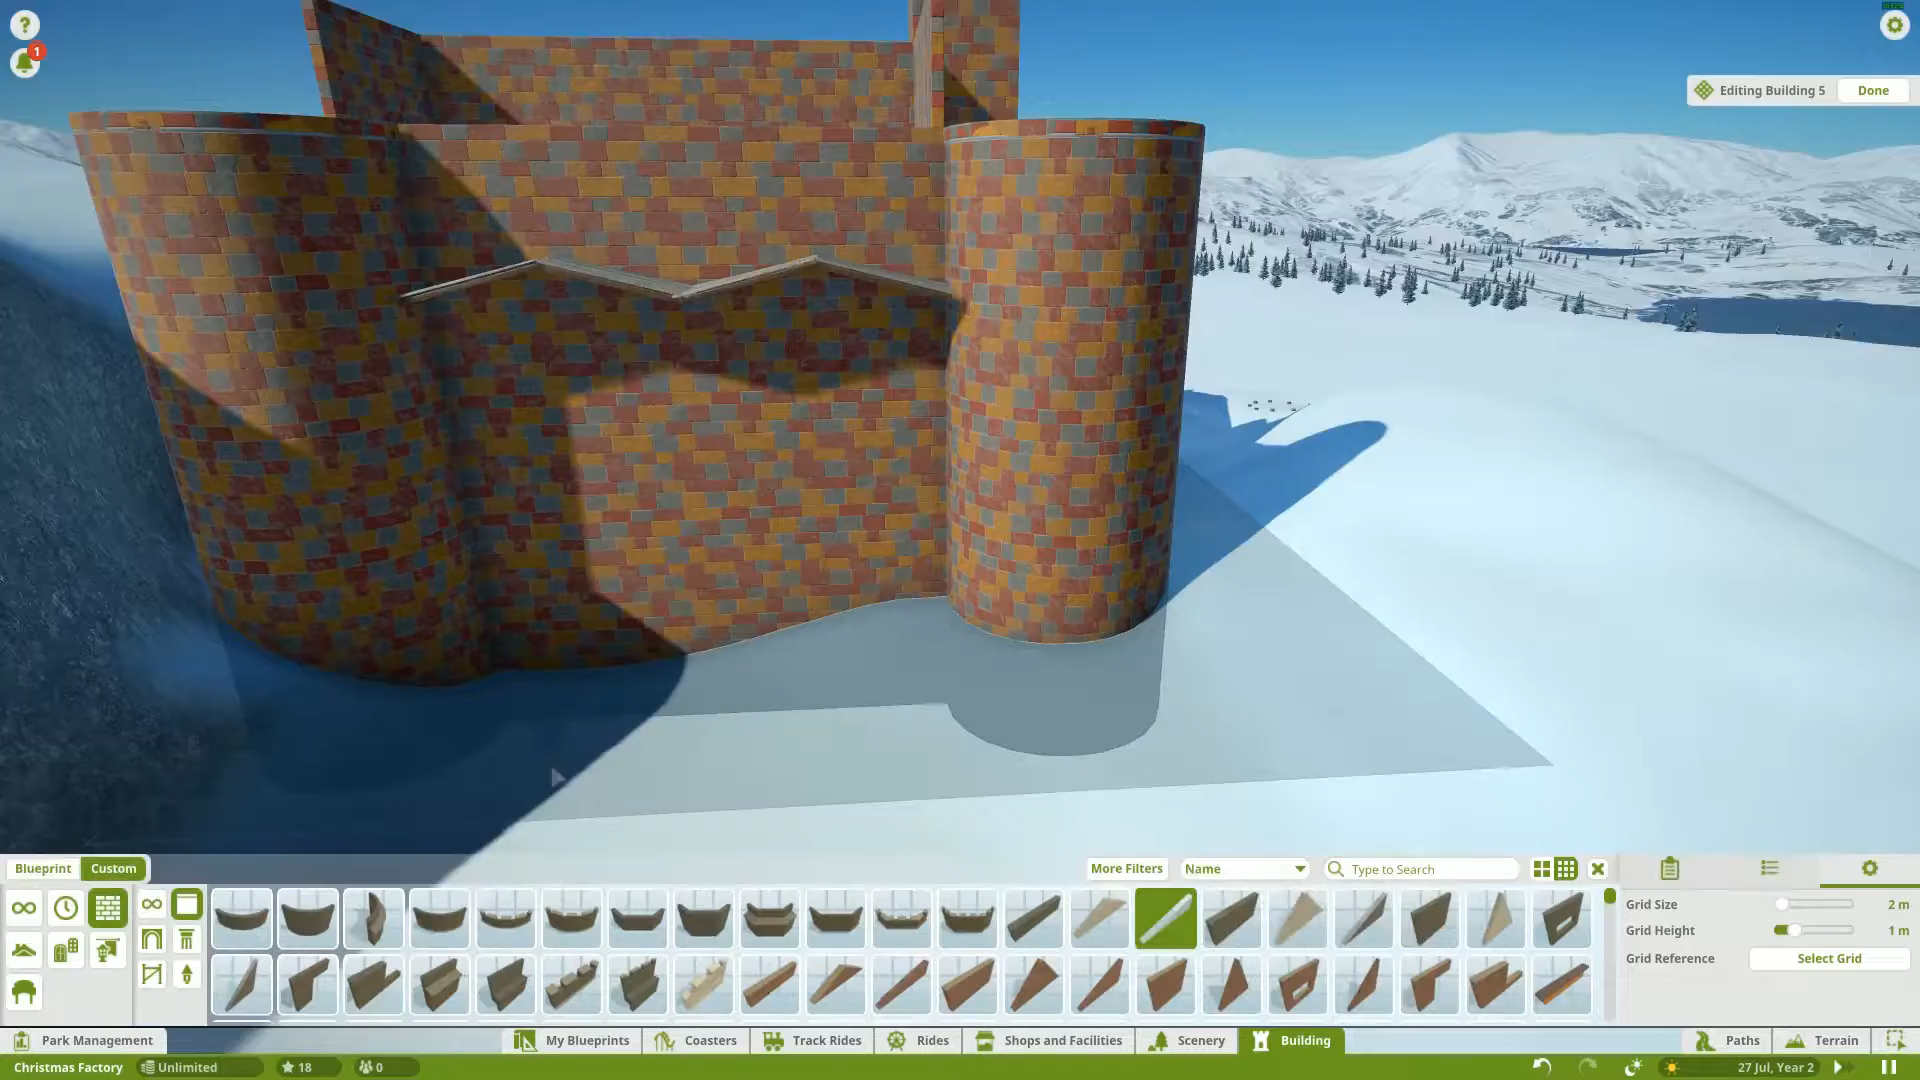 ?
1
Editing Building 5 Done
Blueprint Custom
More Filters Name Type to Search
Grid Size 2 m
Grid Height 1 m
Grid Reference Select Grid
Park Management My Blueprints Coasters Track Rides Rides Shops and Facilities Scenery Building Paths Terrain
Christmas Factory Unlimited 18 0 27 Jul, Year 2